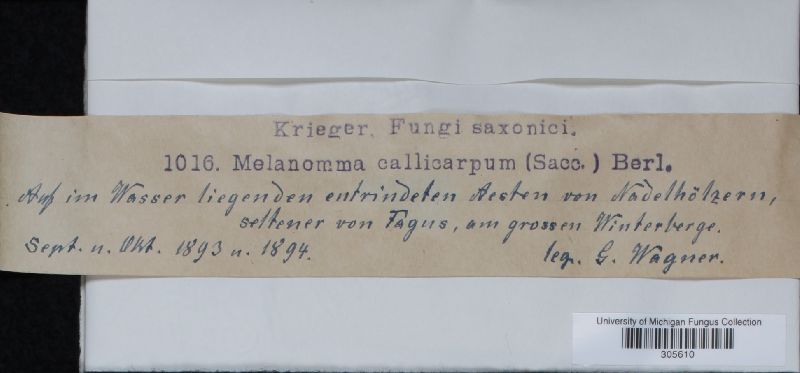 Krieger, Fungi saxonici.
1016. Melanomma callicarpum (Sacc.) Berl.
Auf im Wasser liegenden entrindeten Aesten von Nadelhölzern,
seltener von Fagus, am grossen Winterberge.
Sept. u. Okt. 1893 u. 1894. leg. G. Wagner.
University of Michigan Fungus Collection
305610